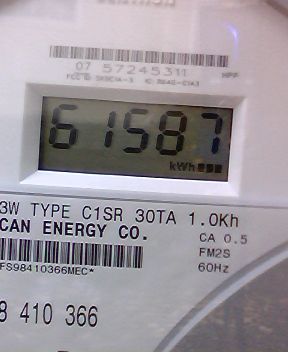 07 57245311
61587
kWh
3W TYPE C1SR 30TA 1.0Kh
CAN ENERGY CO.
CA 0.5
FM2S
FS98410366MEC*
60Hz
8 410 366